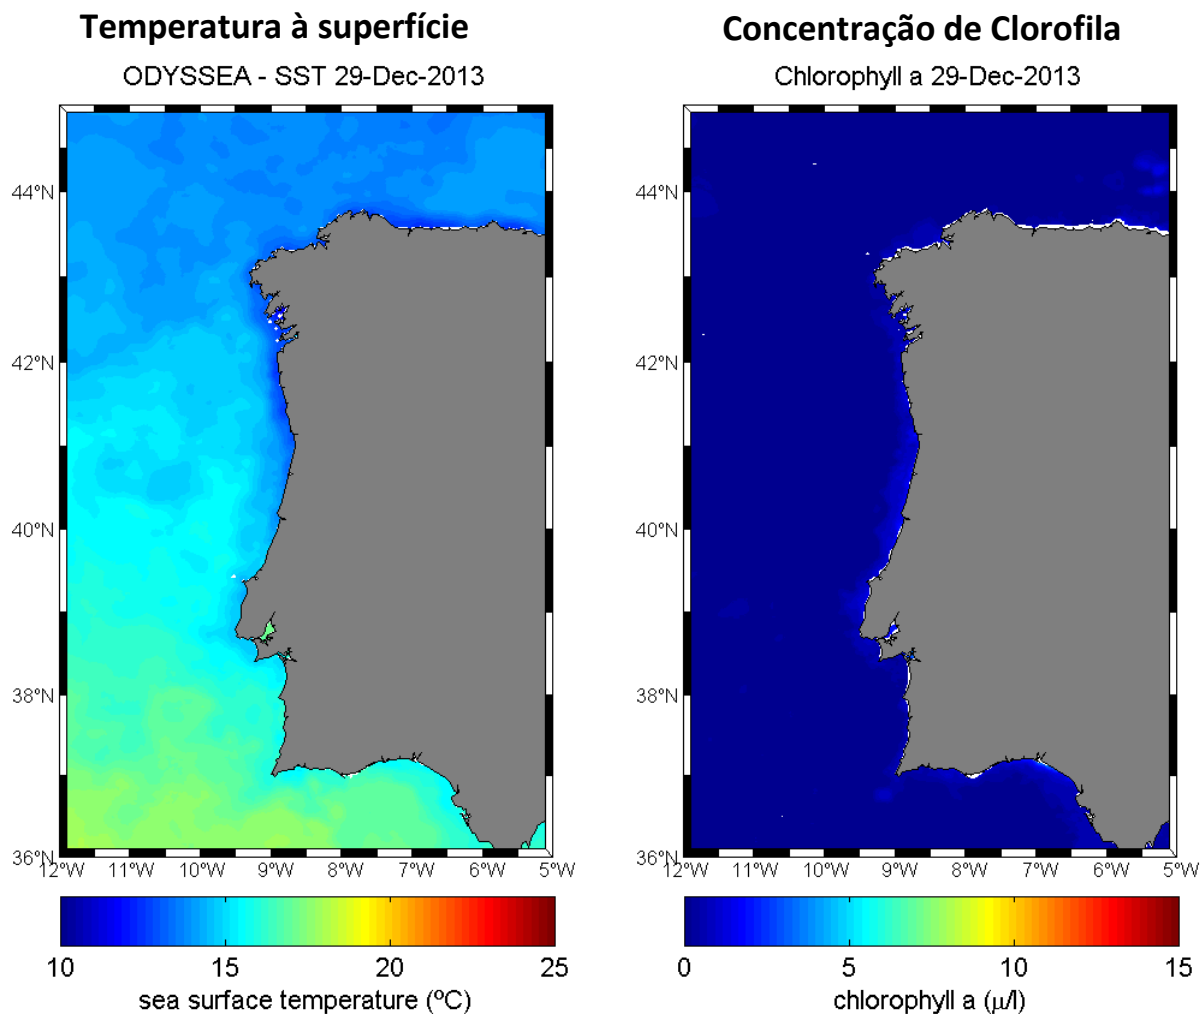 Temperatura à superfície
ODYSSEA - SST 29-Dec-2013
44°N
42°N
40°N
38°N
36°N
12°W 11°W 10°W 9°W 8°W 7°W 6°W 5°W
10 15 20 25
sea surface temperature (ºC)
Concentração de Clorofila
Chlorophyll a 29-Dec-2013
44°N
42°N
40°N
38°N
36°N
12°W 11°W 10°W 9°W 8°W 7°W 6°W 5°W
0 5 10 15
chlorophyll a (μ/l)